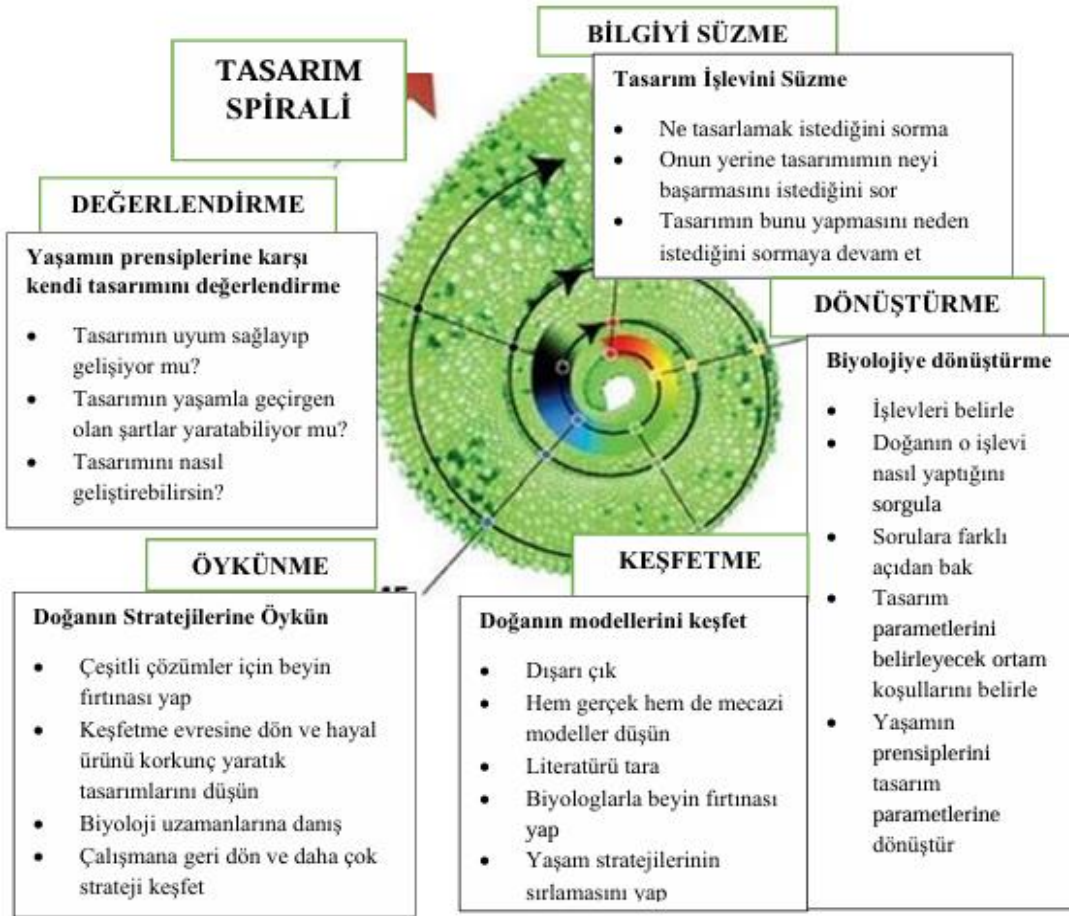 TASARIM
SPİRALİ
BİLGİYİ SÜZME
Tasarım İşlevini Süzme
• Ne tasarlamak istediğini sorma
• Onun yerine tasarımımın neyi
başarmasını istediğini sor
• Tasarımın bunu yapmasını neden
istediğini sormaya devam et
DÖNÜŞTÜRME
Biyolojiye dönüştürme
• İşlevleri belirle
• Doğanın o işlevi
nasıl yaptığını
sorgula
• Sorulara farklı
açıdan bak
• Tasarım
parametlerini
belirleyecek ortam
koşullarını belirle
• Yaşamın
prensiplerini
tasarım
parametlerine
dönüştür
KEŞFETME
Doğanın modellerini keşfet
• Dışarı çık
• Hem gerçek hem de mecazi
modeller düşün
• Literatürü tara
• Biyologlarla beyin fırtınası
yap
• Yaşam stratejilerinin
sırlamasını yap
ÖYKÜNME
Doğanın Stratejilerine Öykün
• Çeşitli çözümler için beyin
fırtınası yap
• Keşfetme evresine dön ve hayal
ürünü korkunç yaratık
tasarımlarını düşün
• Biyoloji uzmanlarına danış
• Çalışmana geri dön ve daha çok
strateji keşfet
DEĞERLENDİRME
Yaşamın prensiplerine karşı
kendi tasarımını değerlendirme
• Tasarımın uyum sağlayıp
gelişiyor mu?
• Tasarımın yaşamla geçirgen
olan şartlar yaratabiliyor mu?
• Tasarımını nasıl
geliştirebilirsin?